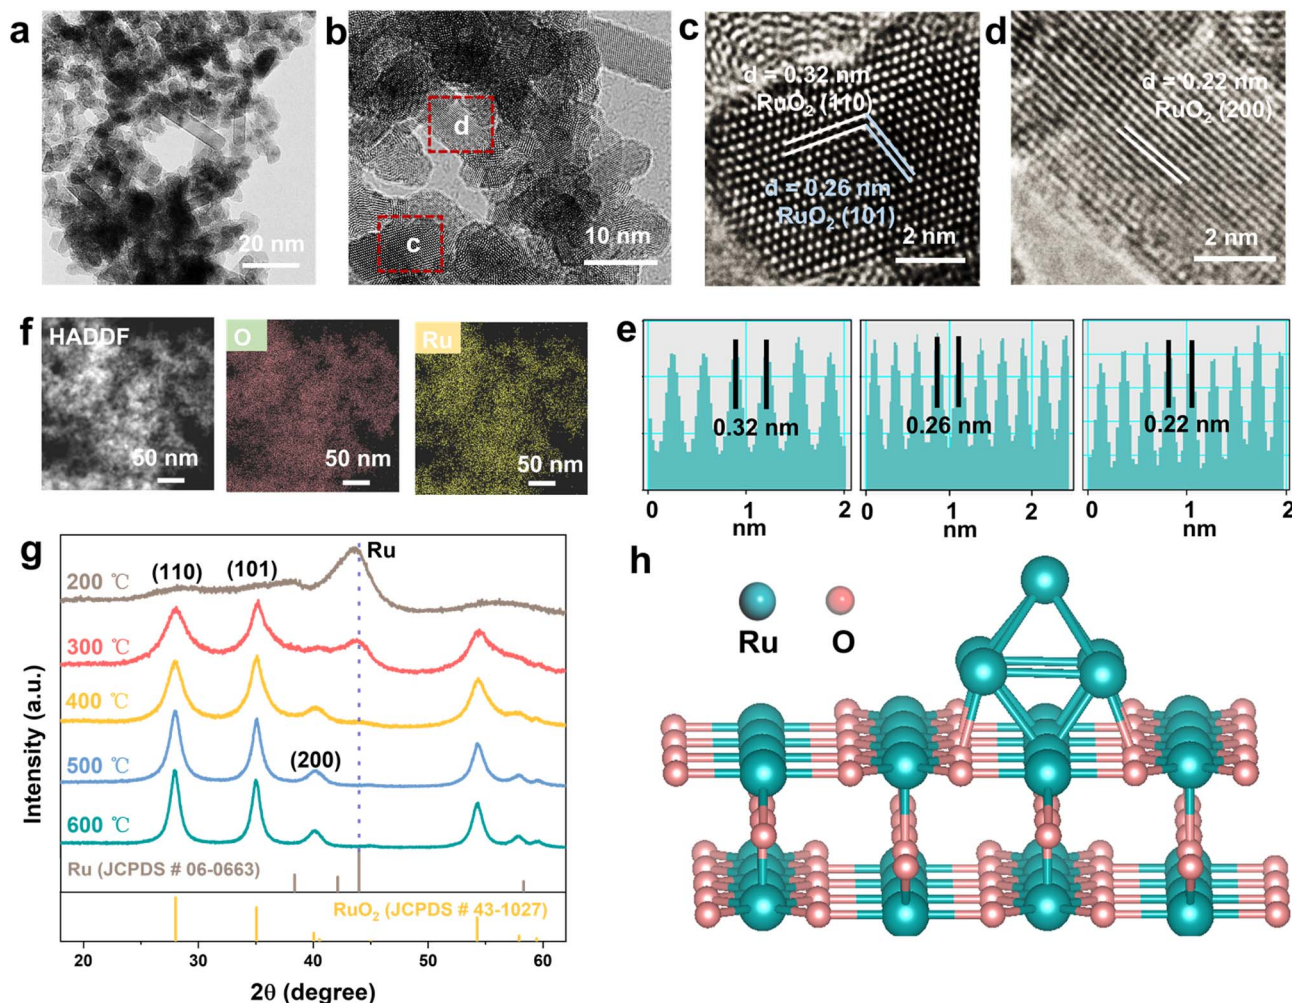 a
20 nm
b
d
c
10 nm
c
d = 0.32 nm
RuO₂ (110)
d = 0.26 nm
RuO₂ (101)
2 nm
d
d = 0.22 nm
RuO₂ (200)
2 nm
f
HADDF
50 nm
O
50 nm
Ru
50 nm
e
0.32 nm
0 1 2
nm
0.26 nm
0 1 2
nm
0.22 nm
0 1 2
nm
g
Ru
200 ℃
(110)
(101)
300 ℃
400 ℃
500 ℃
(200)
600 ℃
Ru (JCPDS # 06-0663)
RuO₂ (JCPDS # 43-1027)
20 30 40 50 60
2θ (degree)
Intensity (a.u.)
h
Ru
O